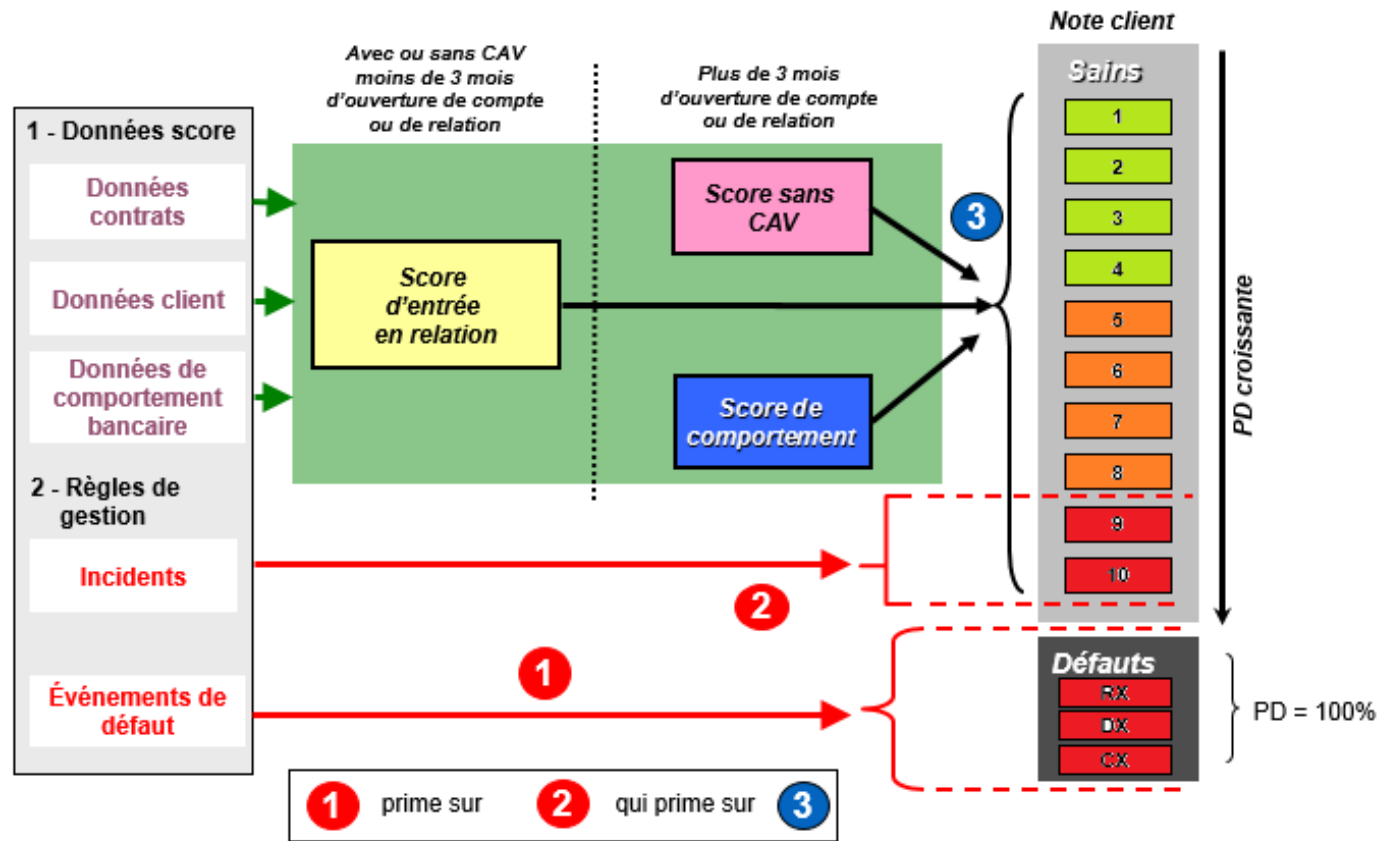 Note client
Avec ou sans CAV
moins de 3 mois
d'ouverture de compte
ou de relation
Plus de 3 mois
d'ouverture de compte
ou de relation
Sains
1 - Données score
Données
contrats
Données client
Données de
comportement
bancaire
2 - Règles de
gestion
Incidents
Événements de
défaut
Score
d'entrée
en relation
Score sans
CAV
Score de
comportement
3
1
2
3
4
5
6
7
8
9
10
PD croissante
2
1
Défauts
RX
DX
CX
PD = 100%
1 prime sur 2 qui prime sur 3